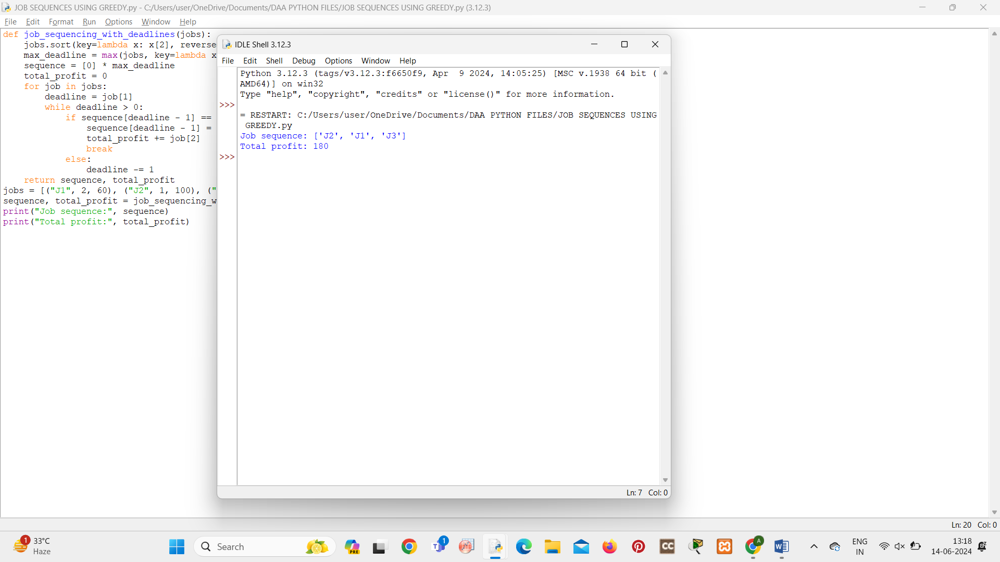 JOB SEQUENCES USING GREEDY.py - C:/Users/user/OneDrive/Documents/DAA PYTHON FILES/JOB SEQUENCES USING GREEDY.py (3.12.3)
File Edit Format Run Options Window Help
def job_sequencing_with_deadlines(jobs):
    jobs.sort(key=lambda x: x[2], reverse
    max_deadline = max(jobs, key=lambda x
    sequence = [0] * max_deadline
    total_profit = 0
    for job in jobs:
        deadline = job[1]
        while deadline > 0:
            if sequence[deadline - 1] ==
                sequence[deadline - 1] =
                total_profit += job[2]
                break
            else:
                deadline -= 1
    return sequence, total_profit
jobs = [("J1", 2, 60), ("J2", 1, 100), ("
sequence, total_profit = job_sequencing_w
print("Job sequence:", sequence)
print("Total profit:", total_profit)
IDLE Shell 3.12.3
File Edit Shell Debug Options Window Help
Python 3.12.3 (tags/v3.12.3:f6650f9, Apr  9 2024, 14:05:25) [MSC v.1938 64 bit (
AMD64)] on win32
Type "help", "copyright", "credits" or "license()" for more information.
>>>
= RESTART: C:/Users/user/OneDrive/Documents/DAA PYTHON FILES/JOB SEQUENCES USING
 GREEDY.py
Job sequence: ['J2', 'J1', 'J3']
Total profit: 180
>>>
Ln: 7 Col: 0
Ln: 20 Col: 0
1
33°C
Haze
Search
PRE
1
T
CC
A
W
ENG
IN
13:18
14-06-2024